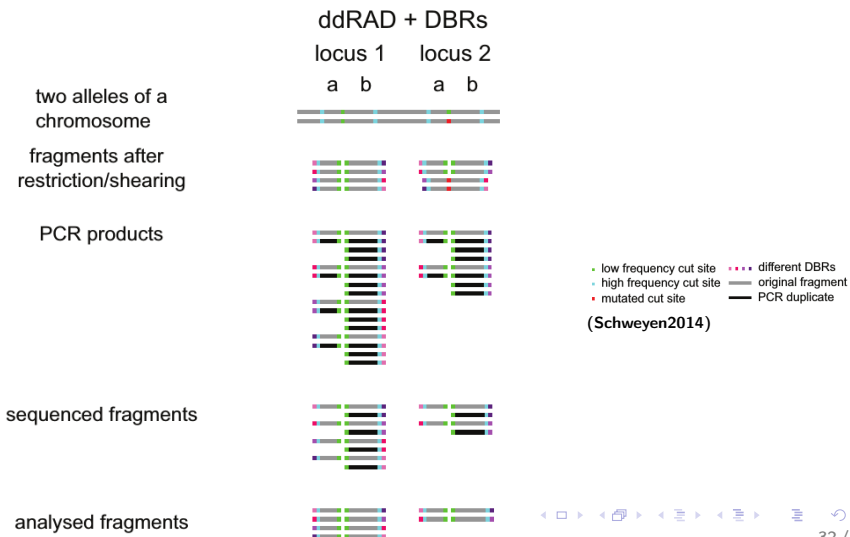 ddRAD + DBRs
locus 1 locus 2
a b a b
two alleles of a
chromosome
fragments after
restriction/shearing
PCR products
low frequency cut site different DBRs
high frequency cut site original fragment
mutated cut site PCR duplicate
(Schweyen2014)
sequenced fragments
analysed fragments